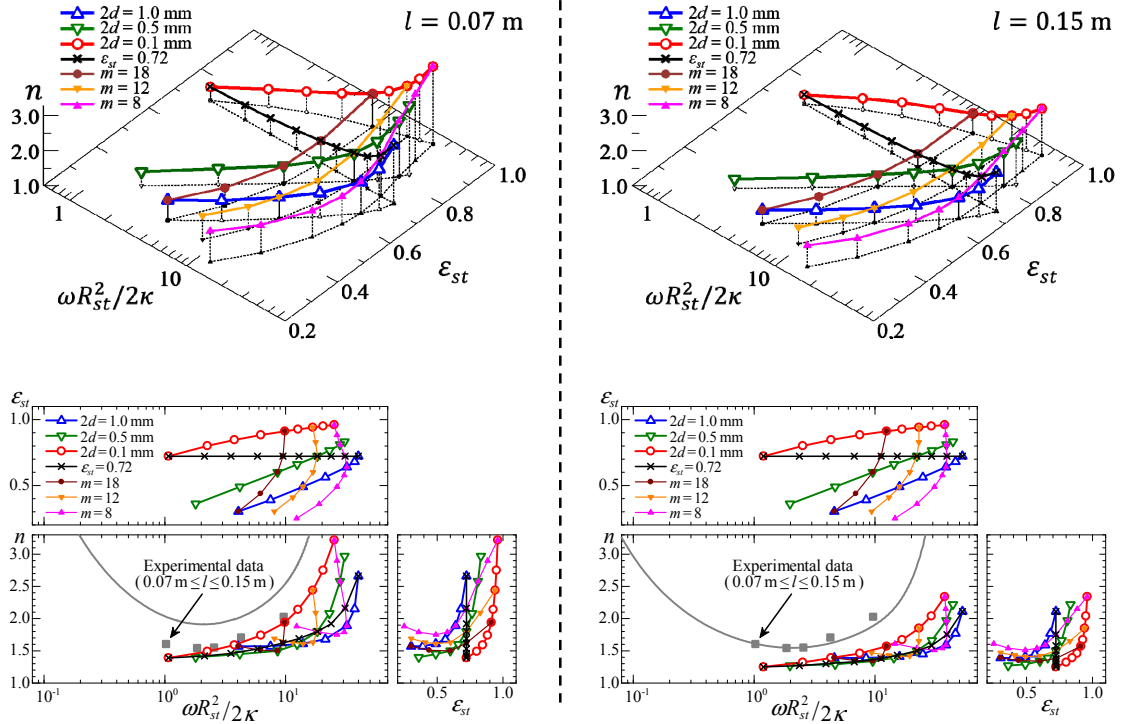 2d = 1.0 mm
2d = 0.5 mm
2d = 0.1 mm
ε_st = 0.72
m = 18
m = 12
m = 8
l = 0.07 m
n
3.0
2.0
1.0
1
10
ωR_st^2/2κ
0.2
0.4
0.6
0.8
1.0
ε_st
2d = 1.0 mm
2d = 0.5 mm
2d = 0.1 mm
ε_st = 0.72
m = 18
m = 12
m = 8
l = 0.15 m
n
3.0
2.0
1.0
1
10
ωR_st^2/2κ
0.2
0.4
0.6
0.8
1.0
ε_st
ε_st
1.0
0.5
2d = 1.0 mm
2d = 0.5 mm
2d = 0.1 mm
ε_st = 0.72
m = 18
m = 12
m = 8
n
3.0
2.5
2.0
1.5
1.0
Experimental data
(0.07 m ≤ l ≤ 0.15 m)
10^-1 10^0 10^1
ωR_st^2/2κ
0.5 1.0
ε_st
ε_st
1.0
0.5
2d = 1.0 mm
2d = 0.5 mm
2d = 0.1 mm
ε_st = 0.72
m = 18
m = 12
m = 8
n
3.0
2.5
2.0
1.5
1.0
Experimental data
(0.07 m ≤ l ≤ 0.15 m)
10^-1 10^0 10^1
ωR_st^2/2κ
0.5 1.0
ε_st